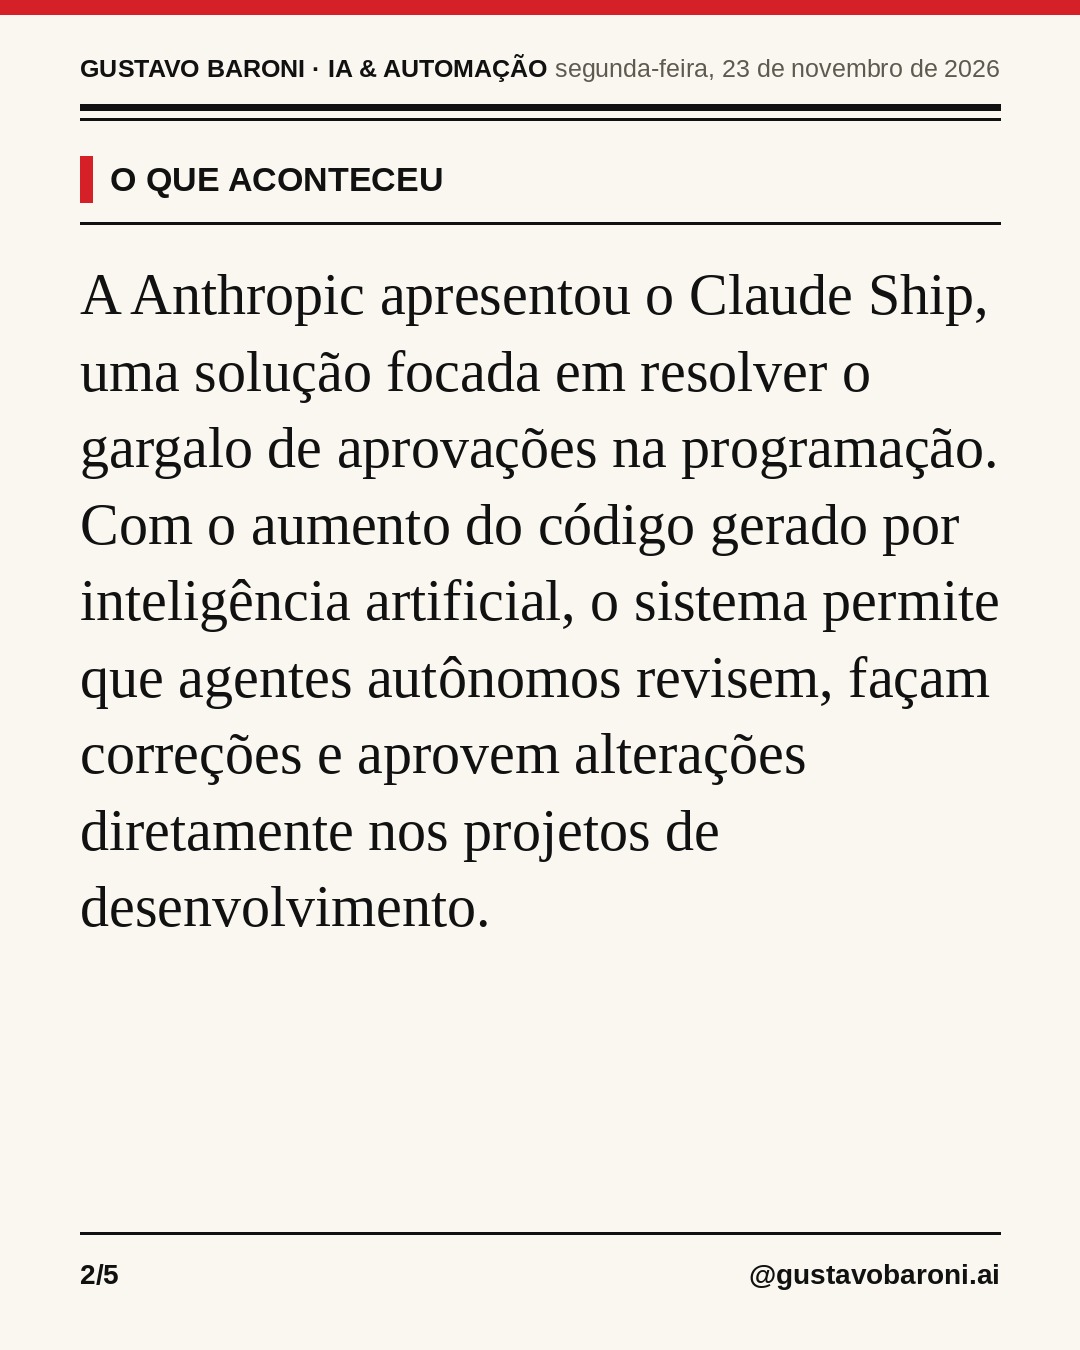 GUSTAVO BARONI · IA & AUTOMAÇÃO segunda-feira, 23 de novembro de 2026
O QUE ACONTECEU
A Anthropic apresentou o Claude Ship,
uma solução focada em resolver o
gargalo de aprovações na programação.
Com o aumento do código gerado por
inteligência artificial, o sistema permite
que agentes autônomos revisem, façam
correções e aprovem alterações
diretamente nos projetos de
desenvolvimento.
2/5 @gustavobaroni.ai